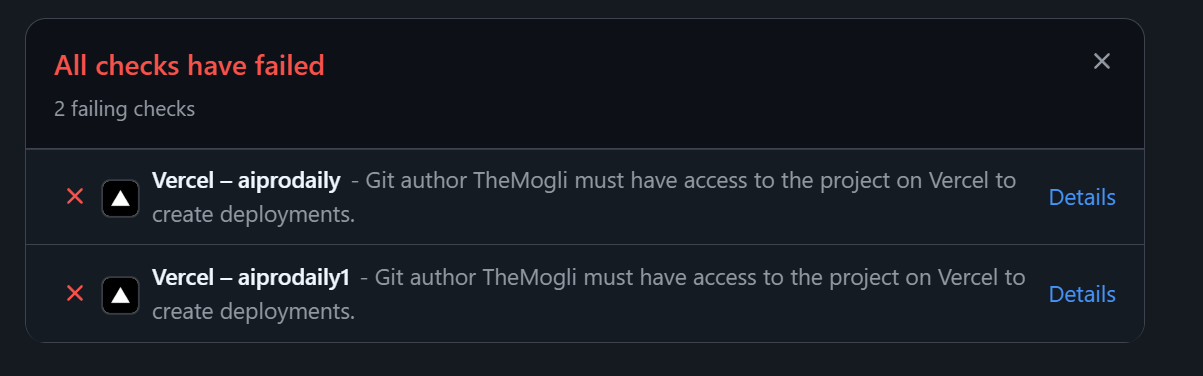 All checks have failed
2 failing checks
Vercel – aiprodaily - Git author TheMogli must have access to the project on Vercel to
create deployments.
Details
Vercel – aiprodaily1 - Git author TheMogli must have access to the project on Vercel to
create deployments.
Details